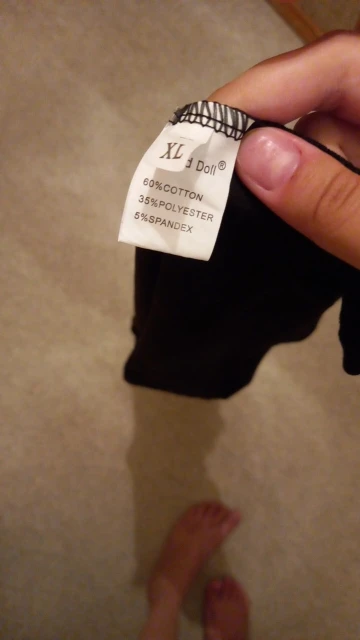 XL
d Doll®
60%COTTON
35%POLYESTER
5%SPANDEX